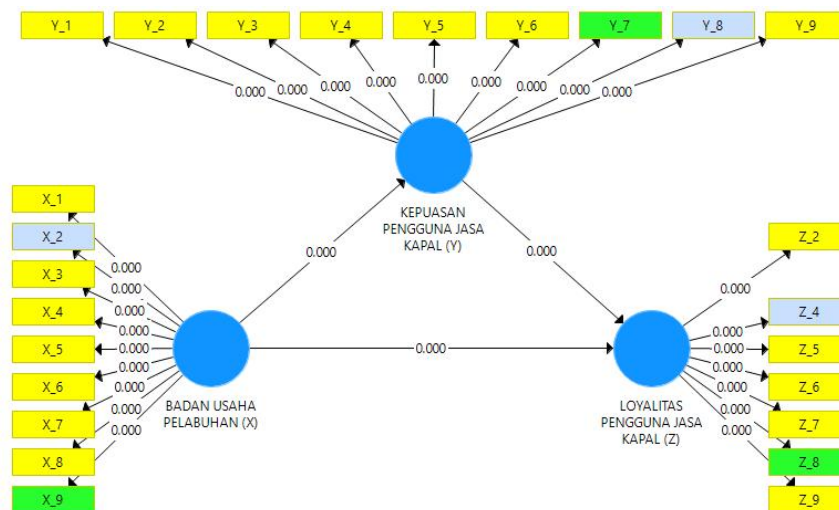 Y_1 Y_2 Y_3 Y_4 Y_5 Y_6 Y_7 Y_8 Y_9
0.000 0.000 0.000 0.000 0.000 0.000 0.000 0.000 0.000
KEPUASAN
PENGGUNA JASA
KAPAL (Y)
X_1
X_2
X_3
X_4
X_5
X_6
X_7
X_8
X_9
0.000
0.000
0.000
0.000
0.000
0.000
0.000
0.000
0.000
BADAN USAHA
PELABUHAN (X)
0.000
0.000
0.000
LOYALITAS
PENGGUNA JASA
KAPAL (Z)
0.000
0.000
0.000
0.000
0.000
0.000
0.000
Z_2
Z_4
Z_5
Z_6
Z_7
Z_8
Z_9